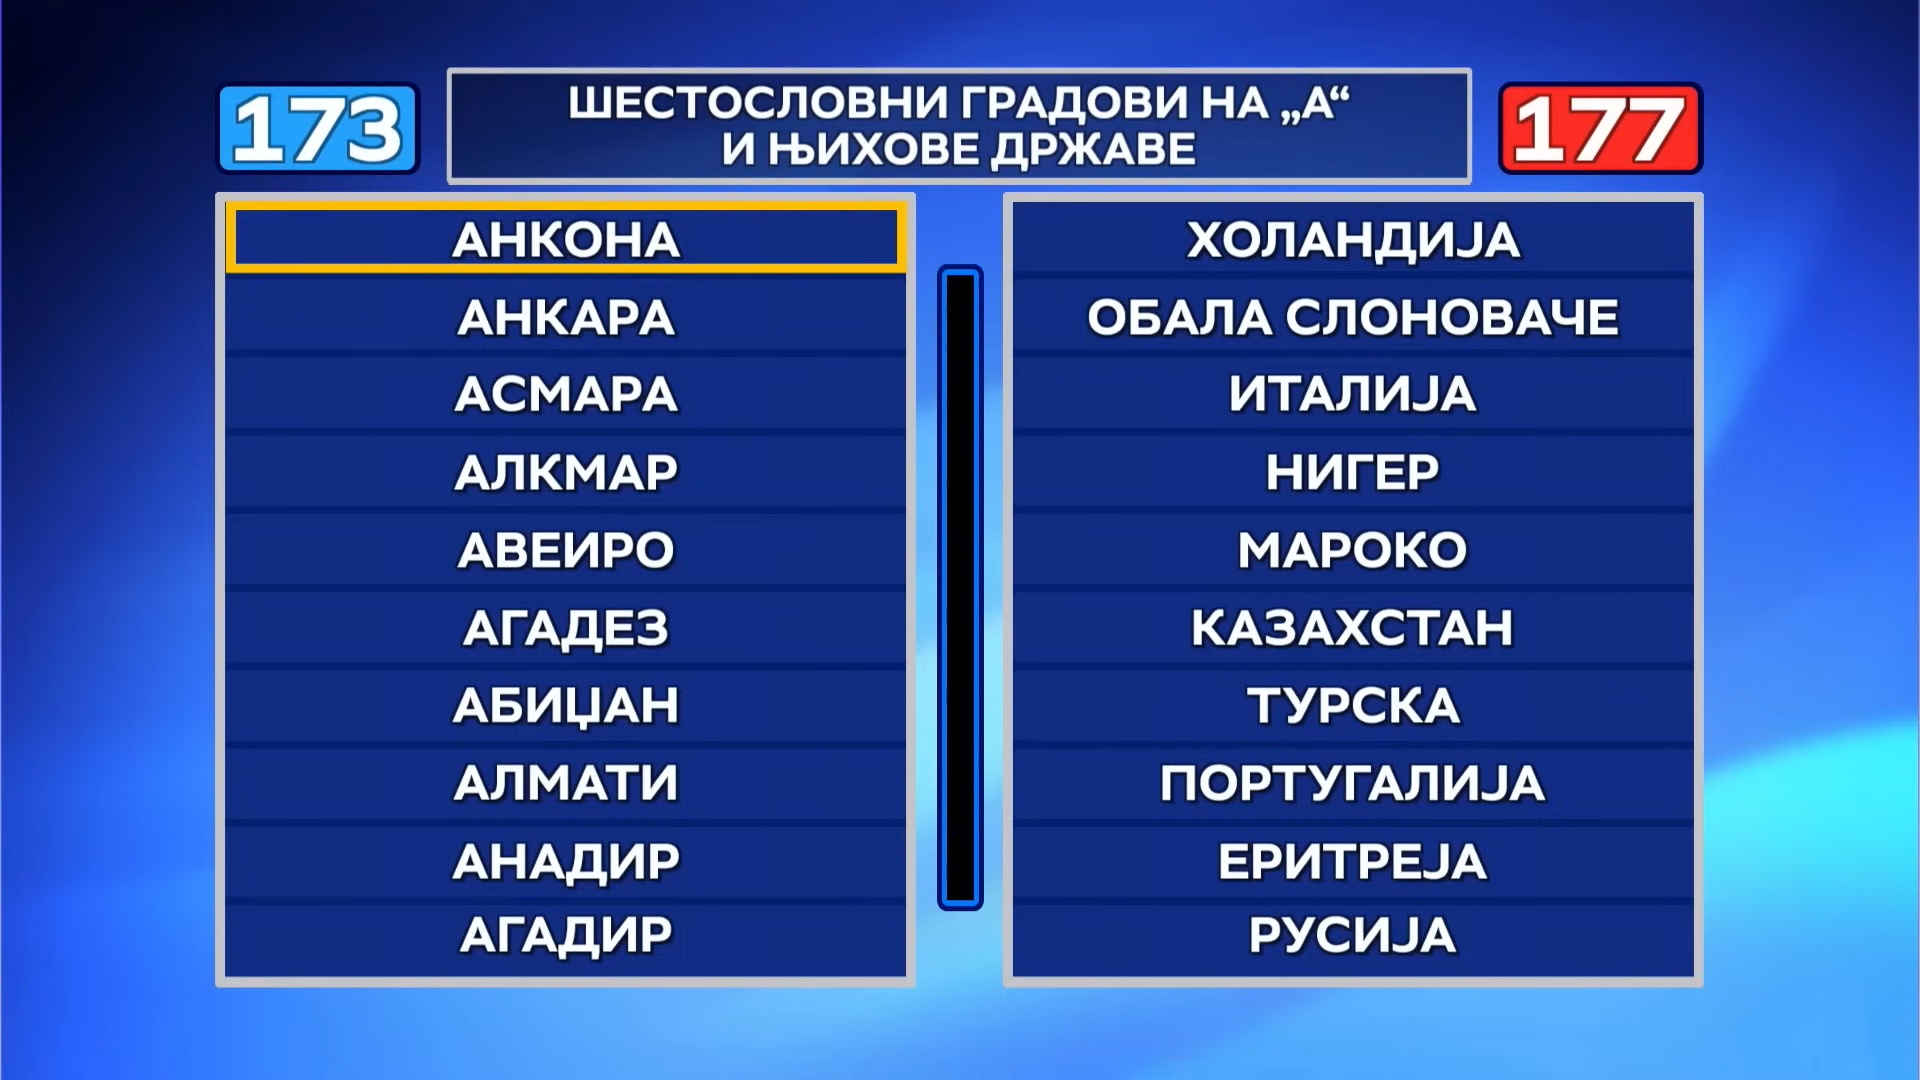 173
ШЕСТОСЛОВНИ ГРАДОВИ НА „А“
И ЊИХОВЕ ДРЖАВЕ
177
АНКОНА
ХОЛАНДИЈА
АНКАРА
ОБАЛА СЛОНОВАЧЕ
АСМАРА
ИТАЛИЈА
АЛКМАР
НИГЕР
АВЕИРО
МАРОКО
АГАДЕЗ
КАЗАХСТАН
АБИЏАН
ТУРСКА
АЛМАТИ
ПОРТУГАЛИЈА
АНАДИР
ЕРИТРЕЈА
АГАДИР
РУСИЈА